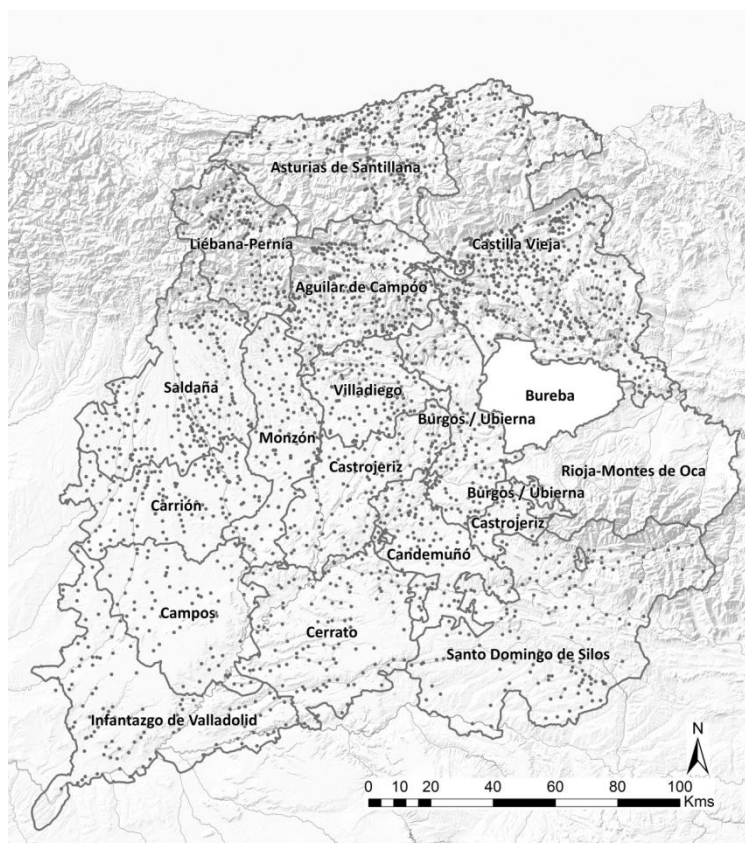 Asturias de Santillana
Liébana-Pernía
Castilla Vieja
Aguilar de Campóo
Saldaña
Villadiego
Bureba
Burgos / Ubierna
Monzón
Castrojeriz
Rioja-Montes de Oca
Carrión
Burgos / Ubierna
Castrojeriz
Candemuñó
Campos
Cerrato
Santo Domingo de Silos
Infantazgo de Valladolid
N
0 10 20 40 60 80 100
Kms